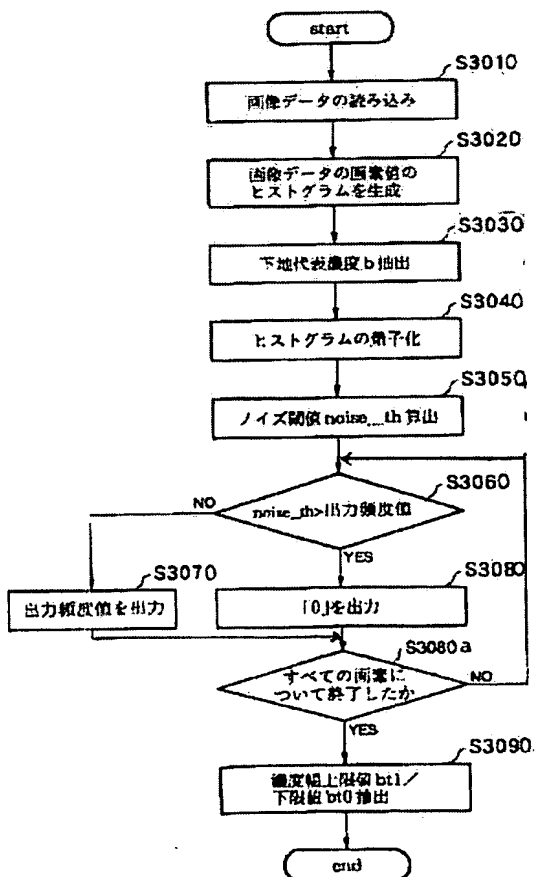 start
S3010
画像データの読み込み
S3020
画像データの画素値の
ヒストグラムを生成
S3030
下地代表濃度b抽出
S3040
ヒストグラムの量子化
S3050
ノイズ閾値noise_th算出
S3060
noise_th>出力頻度値
NO
YES
S3070
S3080
出力頻度値を出力
「0」を出力
S3080a
すべての画素に
ついて終了したか
NO
YES
S3090
濃度幅上限値bt1/
下限値bt0抽出
end